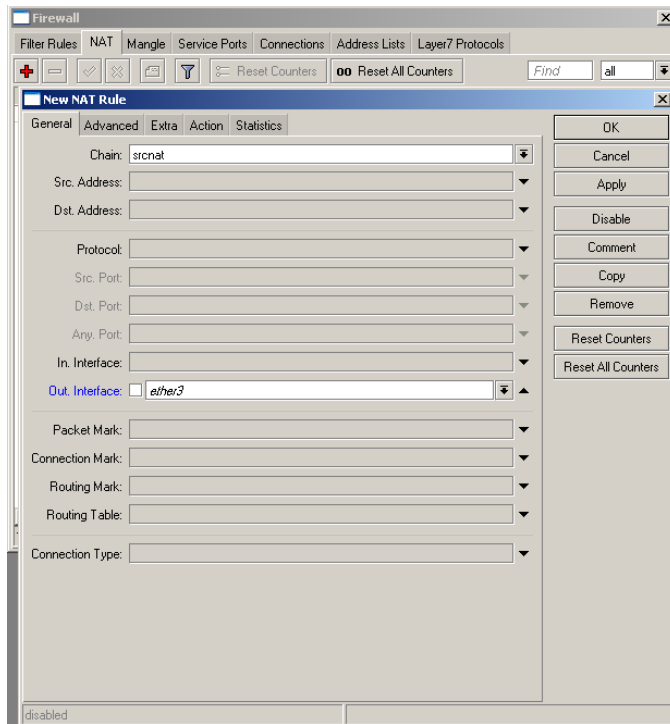 Firewall
Filter Rules NAT Mangle Service Ports Connections Address Lists Layer7 Protocols
Reset Counters 00 Reset All Counters Find all
New NAT Rule
General Advanced Extra Action Statistics
OK
Chain: srcnat
Cancel
Src. Address:
Apply
Dst. Address:
Disable
Protocol:
Comment
Src. Port:
Copy
Dst. Port:
Remove
Any. Port:
Reset Counters
In. Interface:
Reset All Counters
Out. Interface: ether3
Packet Mark:
Connection Mark:
Routing Mark:
Routing Table:
Connection Type:
disabled